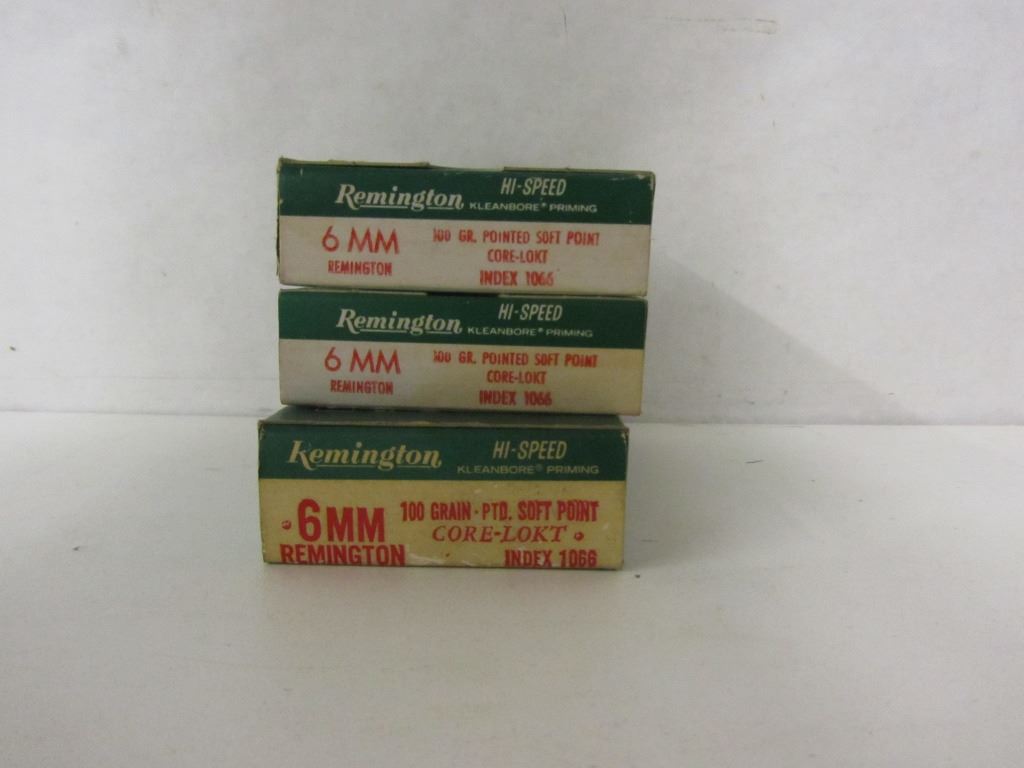 Remington HI-SPEED
KLEANBORE® PRIMING
6 MM 100 GR. POINTED SOFT POINT
CORE-LOKT
REMINGTON
INDEX 1066
Remington HI-SPEED
KLEANBORE® PRIMING
6 MM 100 GR. POINTED SOFT POINT
CORE-LOKT
REMINGTON
INDEX 1066
Remington HI-SPEED
KLEANBORE® PRIMING
6MM 100 GRAIN · PTD. SOFT POINT
CORE-LOKT
REMINGTON INDEX 1066